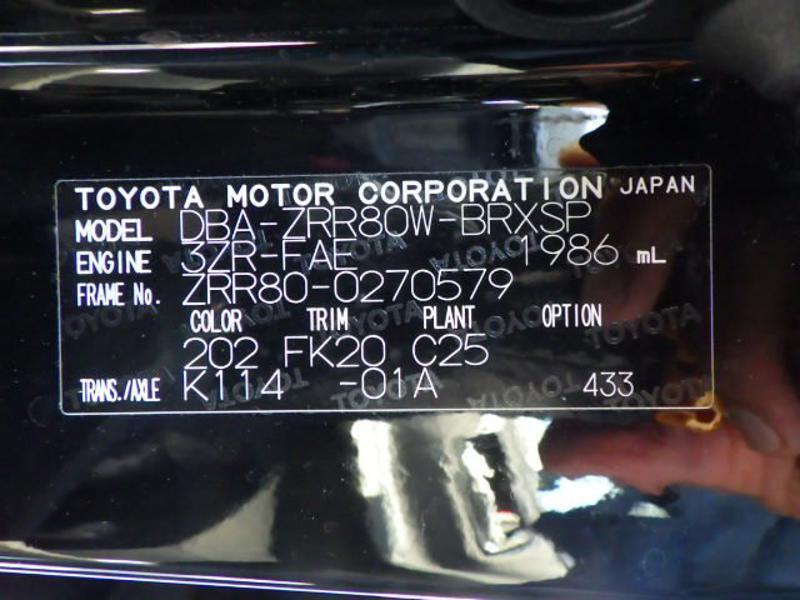 TOYOTA MOTOR CORPORATION JAPAN
MODEL DBA-ZRR80W-BRXSP
ENGINE 3ZR-FAE 1986 mL
FRAME No. ZRR80-0270579
COLOR TRIM PLANT OPTION
202 FK20 C25
TRANS./AXLE K114 -01A 433